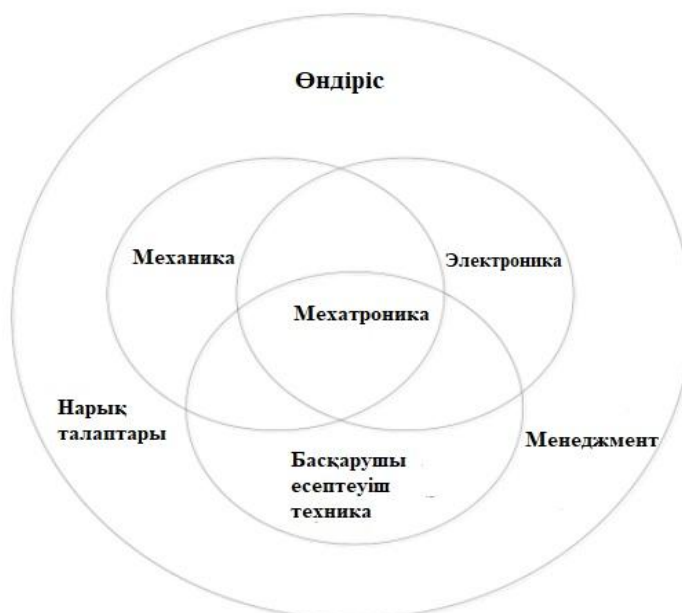 Өндіріс
Механика
Электроника
Мехатроника
Нарық
талаптары
Менеджмент
Басқарушы
есептеуіш
техника